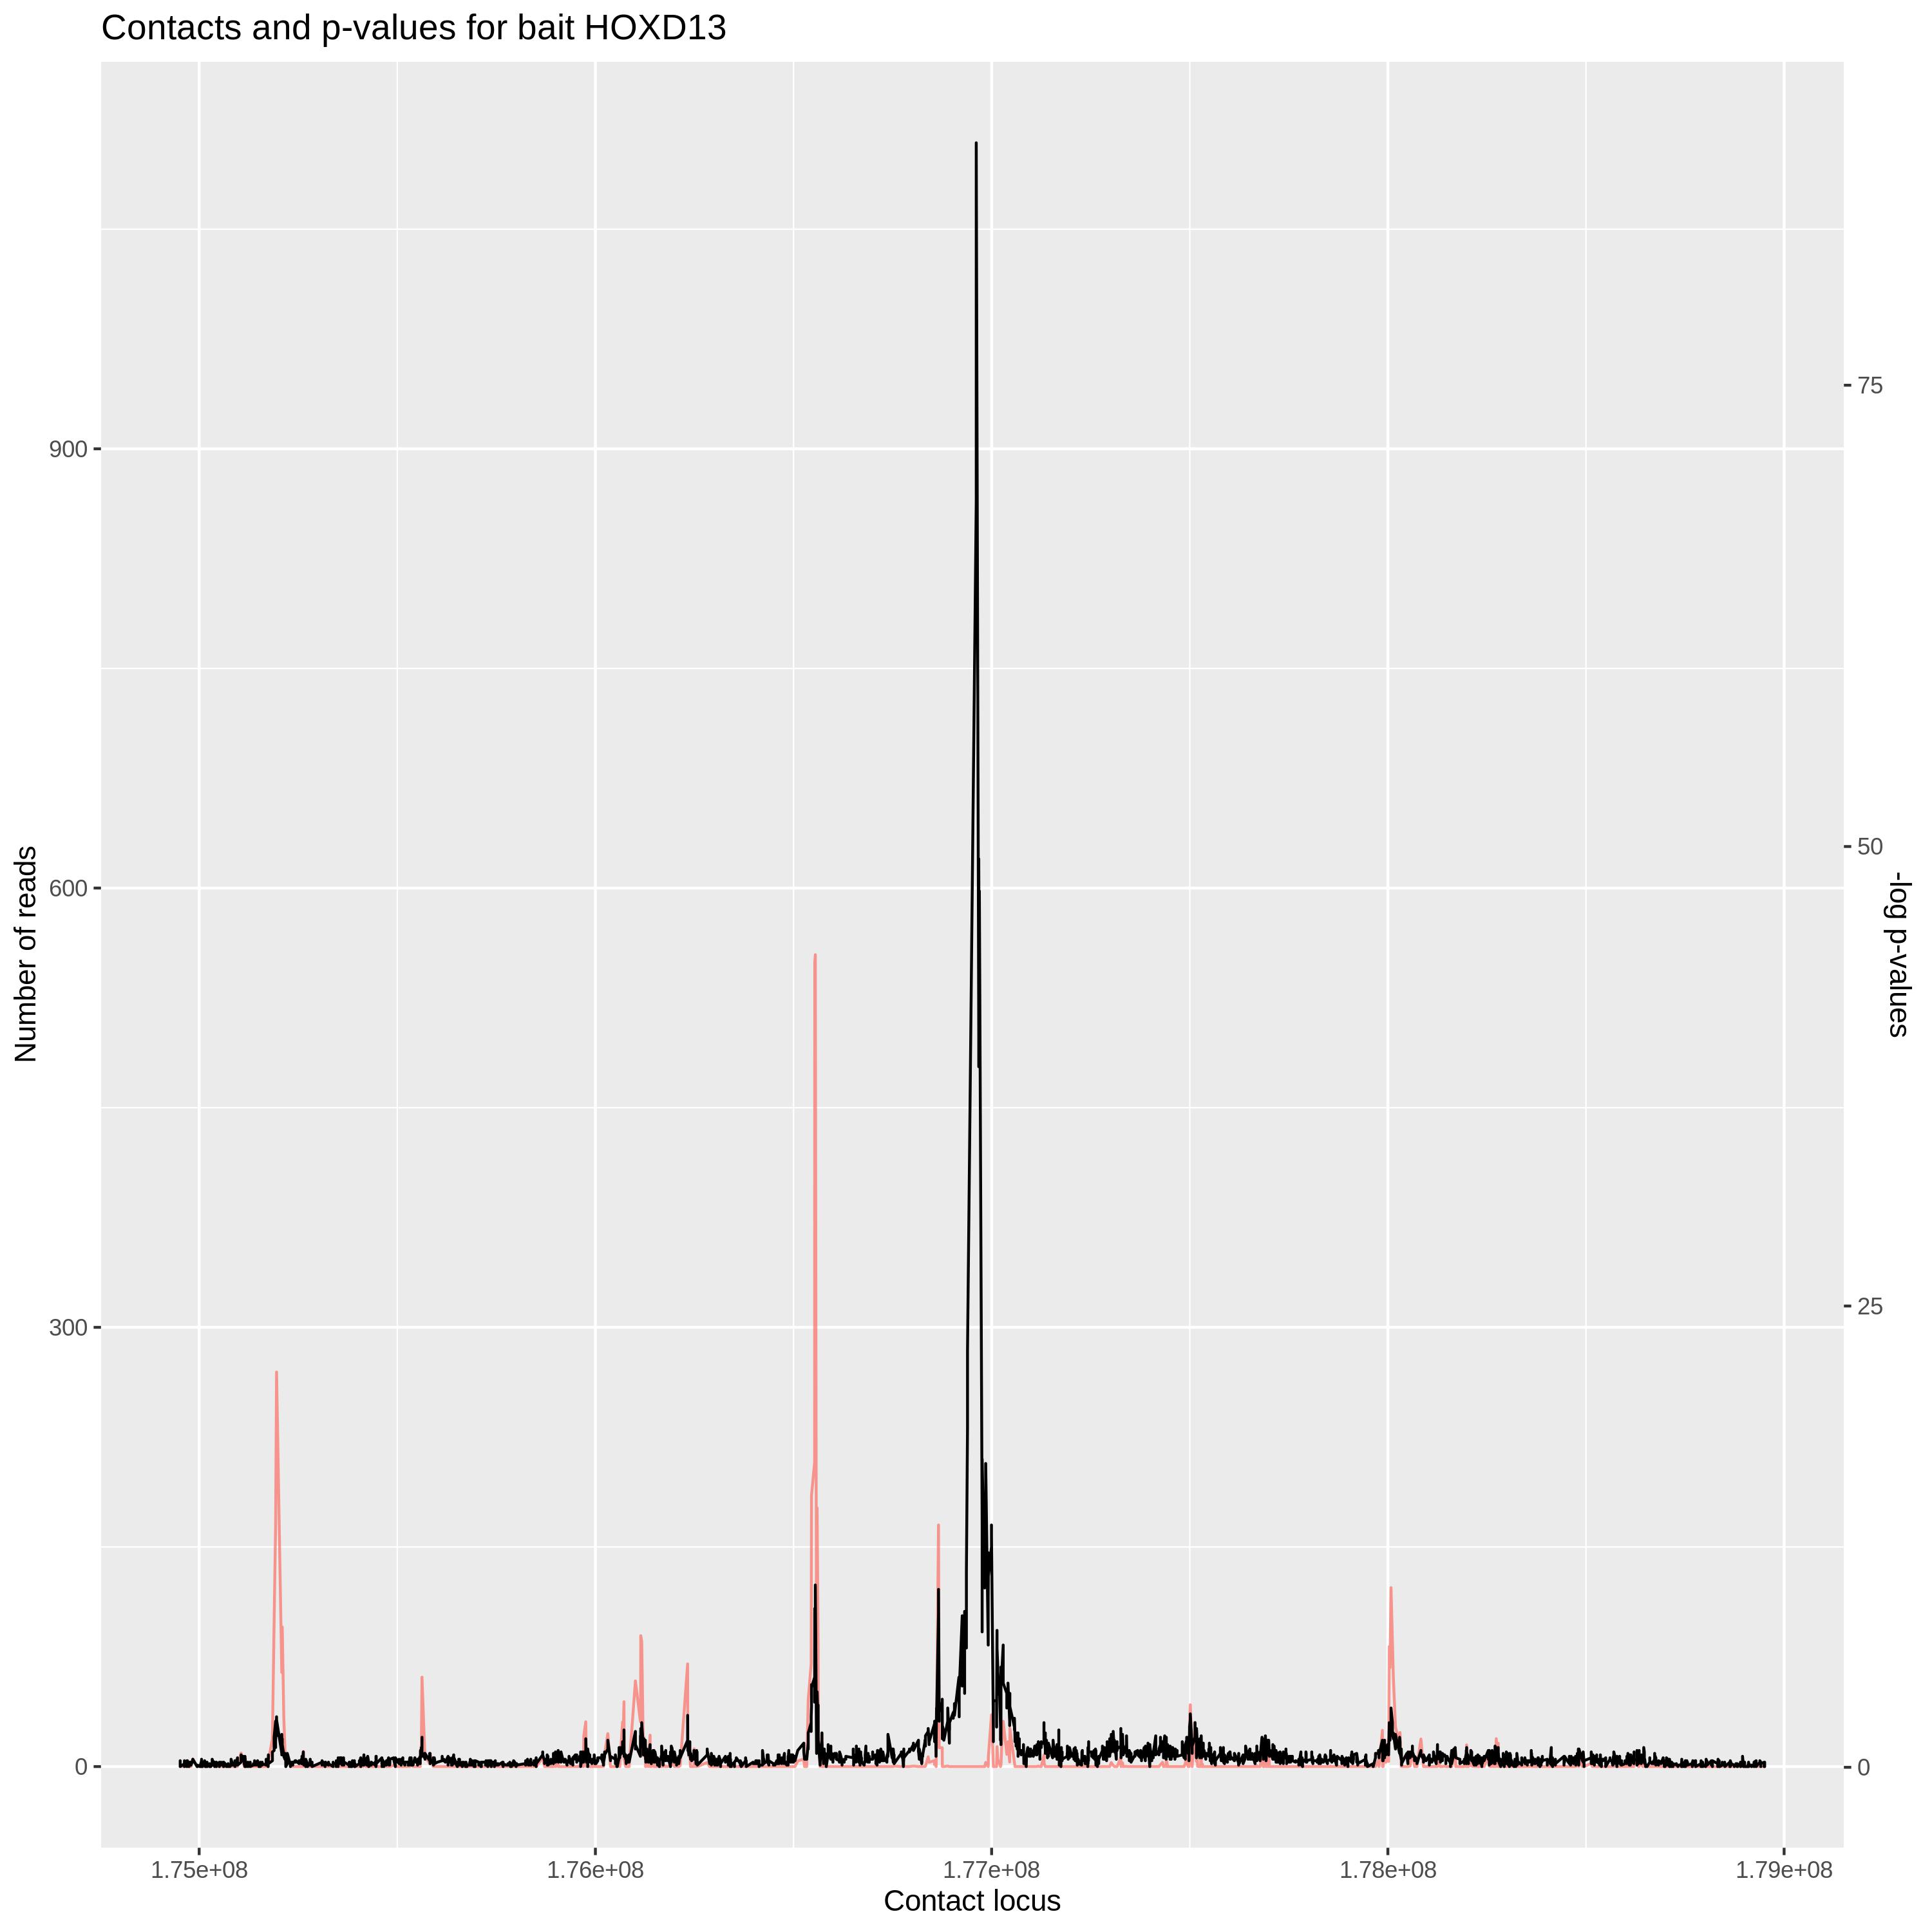 Contacts and p-values for bait HOXD13
Number of reads
900
600
300
0
75
50
25
0
-log p-values
1.75e+08
1.76e+08
1.77e+08
1.78e+08
1.79e+08
Contact locus